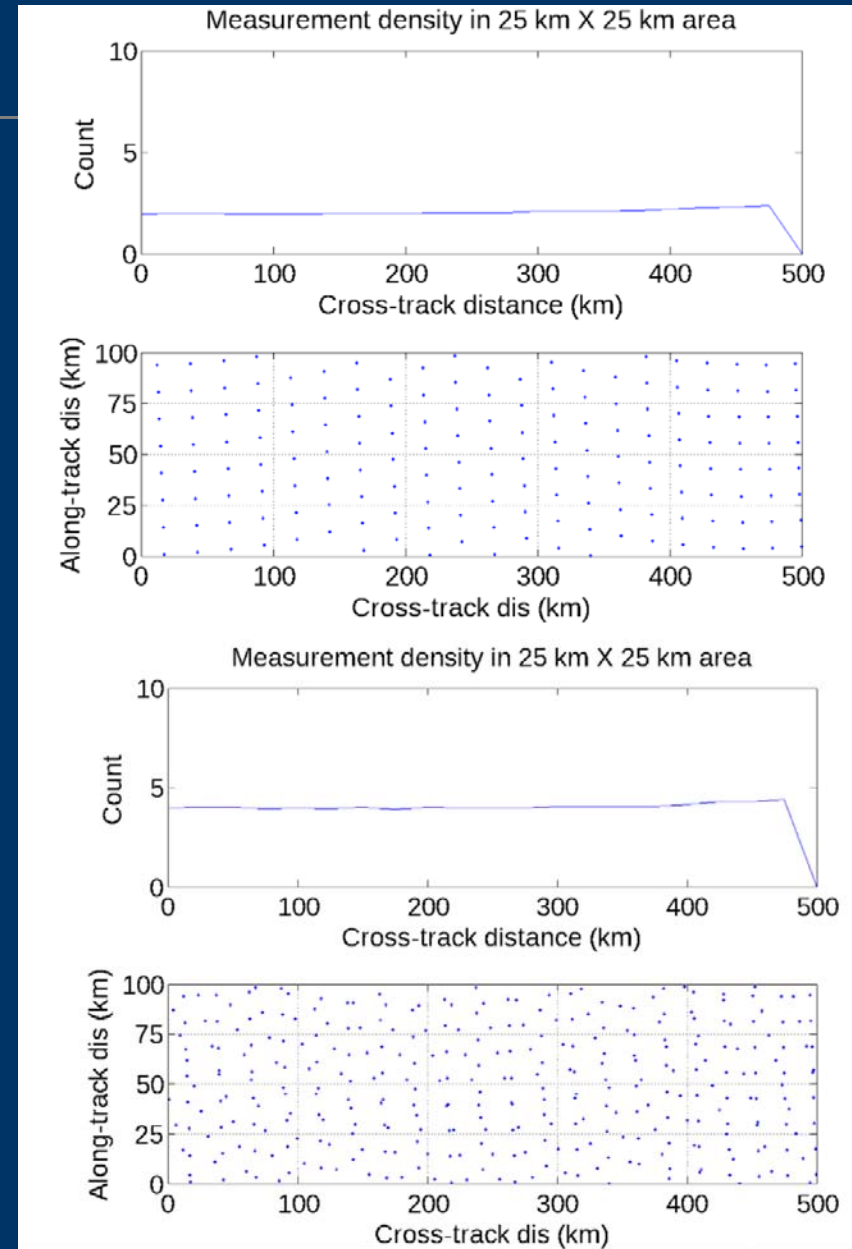 Measurement density in 25 km X 25 km area
10
5
0
Count
0 100 200 300 400 500
Cross-track distance (km)
100
75
50
25
0
Along-track dis (km)
0 100 200 300 400 500
Cross-track dis (km)
Measurement density in 25 km X 25 km area
10
5
0
Count
0 100 200 300 400 500
Cross-track distance (km)
100
75
50
25
0
Along-track dis (km)
0 100 200 300 400 500
Cross-track dis (km)